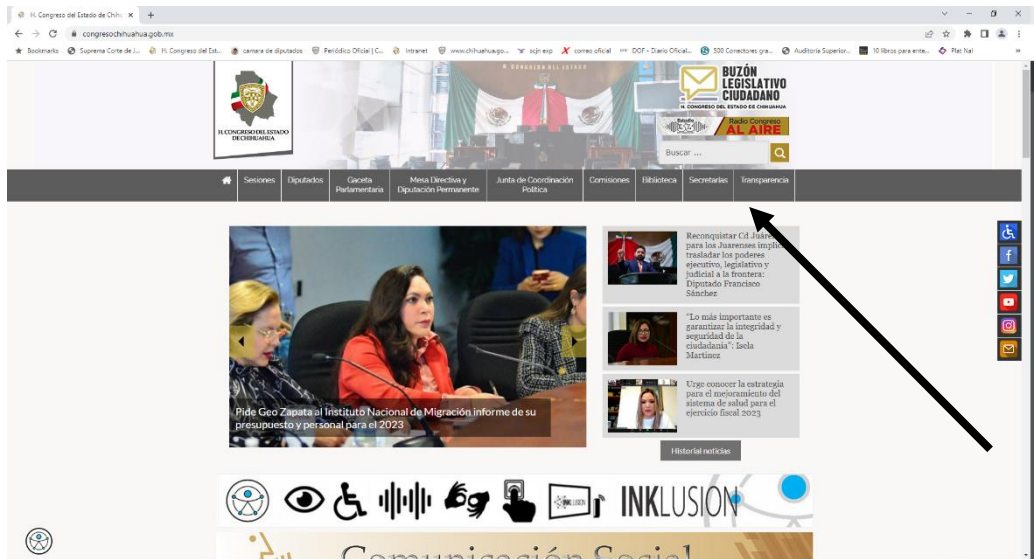 H. Congreso del Estado de Chihu
congresochihuahua.gob.mx
Bookmarks
Suprema Corte de J...
H. Congreso del Est...
camara de diputados
Periódico Oficial | C...
Intranet
www.chihuahua.go...
scjn exp
correo oficial
DOF - Diario Oficial...
500 Conectores gra...
Auditoría Superior...
10 libros para ente...
Plat Nal
H. CONGRESO DEL ESTADO
H. CONGRESO DEL ESTADO
DE CHIHUAHUA
BUZÓN
LEGISLATIVO
CIUDADANO
H. CONGRESO DEL ESTADO DE CHIHUAHUA
Radio Congreso
AL AIRE
Buscar ...
Sesiones
Diputados
Gaceta
Parlamentaria
Mesa Directiva y
Diputación Permanente
Junta de Coordinación
Política
Comisiones
Biblioteca
Secretarías
Transparencia
Pide Geo Zapata al Instituto Nacional de Migración informe de su
presupuesto y personal para el 2023
Reconquistar Cd Juárez
para los Juarenses implica
trasladar los poderes
ejecutivo, legislativo y
judicial a la frontera:
Diputado Francisco
Sánchez
"Lo más importante es
garantizar la integridad y
seguridad de la
ciudadanía": Isela
Martínez
Urge conocer la estrategia
para el mejoramiento del
sistema de salud para el
ejercicio fiscal 2023
Historial noticias
INKLUSION
Comunicación Social